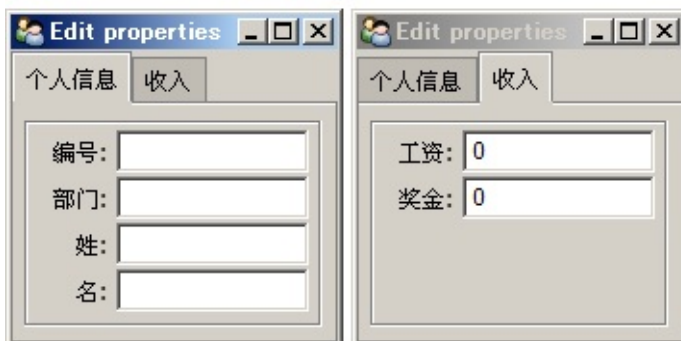 Edit properties
个人信息 收入
编号:
部门:
姓:
名:
Edit properties
个人信息 收入
工资: 0
奖金: 0